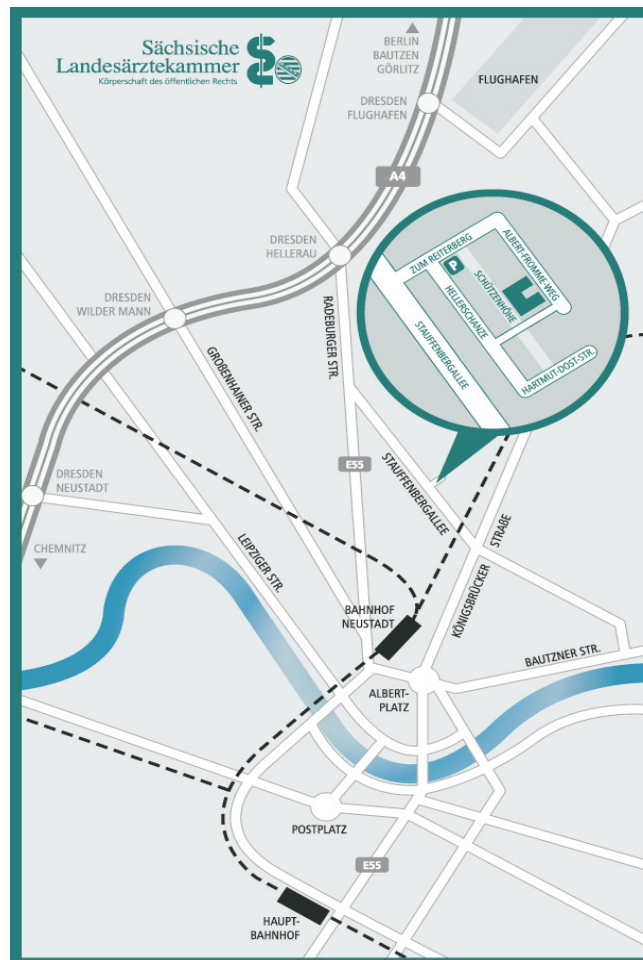 Sächsische
Landesärztekammer
Körperschaft des öffentlichen Rechts
BERLIN
BAUTZEN
GÖRLITZ
FLUGHAFEN
DRESDEN
FLUGHAFEN
A4
DRESDEN
HELLERAU
ZUM REITERBERG
ALBERT-FROMME-WEG
P
SCHÜTZENHÖHE
HELLERSCHANZE
STAUFFENBERGALLEE
HARTMUT-DOST-STR.
DRESDEN
WILDER MANN
RADEBURGER STR.
GROßENHAINER STR.
E55
STAUFFENBERGALLEE
DRESDEN
NEUSTADT
CHEMNITZ
LEIPZIGER STR.
KÖNIGSBRÜCKER
STRAßE
BAHNHOF
NEUSTADT
BAUTZNER STR.
ALBERT-
PLATZ
POSTPLATZ
E55
HAUPT-
BAHNHOF